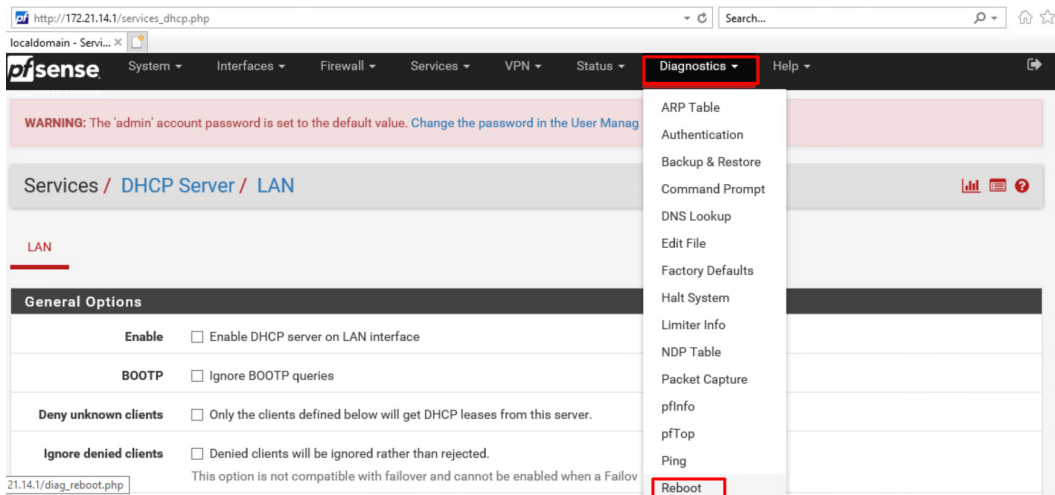 http://172.21.14.1/services_dhcp.php
Search...
localdomain - Servi...
pfsense
System Interfaces Firewall Services VPN Status Diagnostics Help
WARNING: The 'admin' account password is set to the default value. Change the password in the User Manag
Services / DHCP Server / LAN
LAN
General Options
Enable Enable DHCP server on LAN interface
BOOTP Ignore BOOTP queries
Deny unknown clients Only the clients defined below will get DHCP leases from this server.
Ignore denied clients Denied clients will be ignored rather than rejected.
This option is not compatible with failover and cannot be enabled when a Failov
21.14.1/diag_reboot.php
ARP Table
Authentication
Backup & Restore
Command Prompt
DNS Lookup
Edit File
Factory Defaults
Halt System
Limiter Info
NDP Table
Packet Capture
pfInfo
pfTop
Ping
Reboot